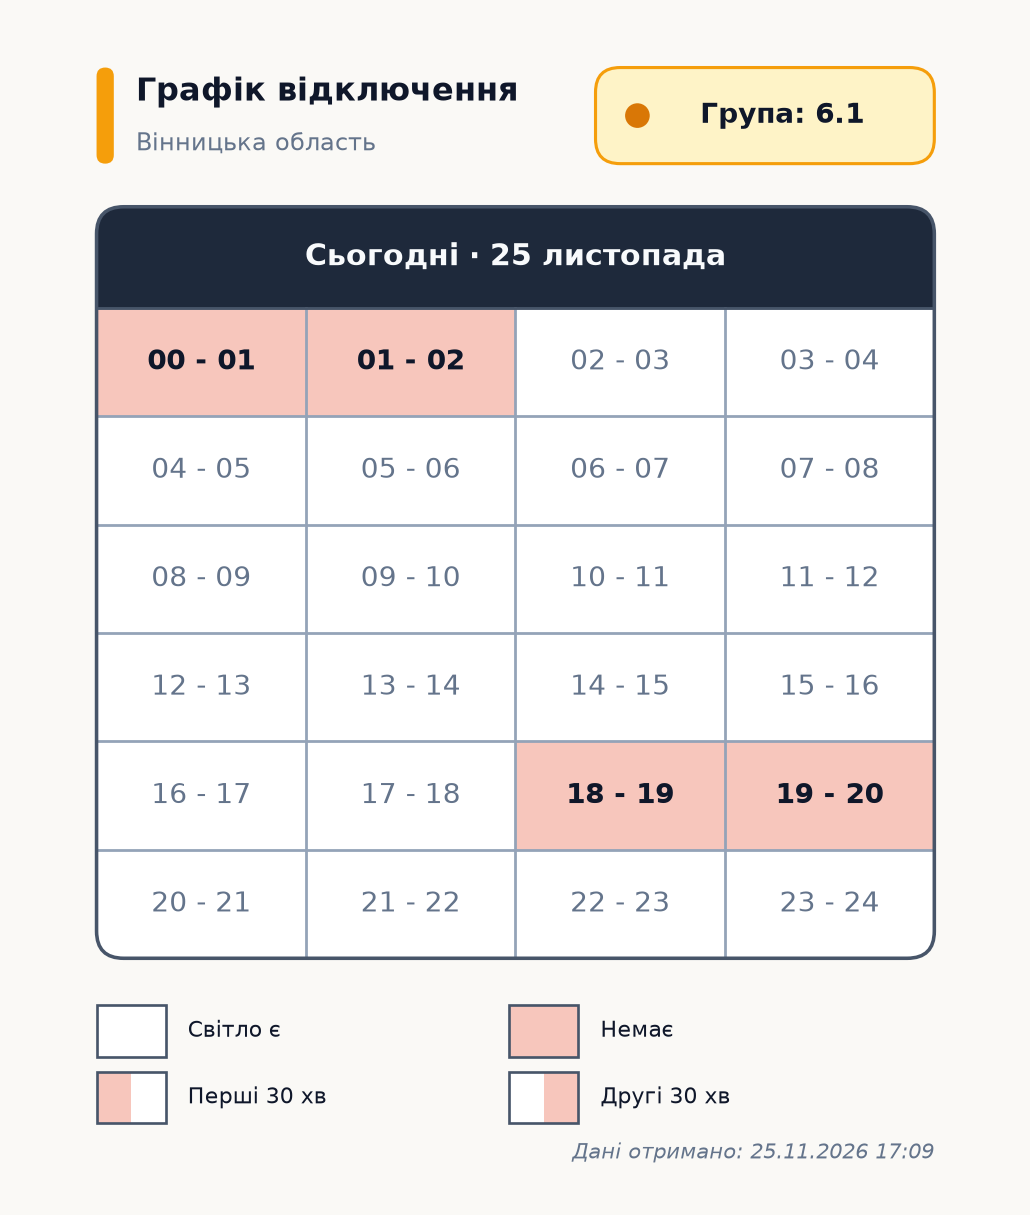 Графік відключення
Вінницька область
Група: 6.1
Сьогодні · 25 листопада
00 - 01 01 - 02 02 - 03 03 - 04
04 - 05 05 - 06 06 - 07 07 - 08
08 - 09 09 - 10 10 - 11 11 - 12
12 - 13 13 - 14 14 - 15 15 - 16
16 - 17 17 - 18 18 - 19 19 - 20
20 - 21 21 - 22 22 - 23 23 - 24
Світло є Немає
Перші 30 хв Другі 30 хв
Дані отримано: 25.11.2026 17:09